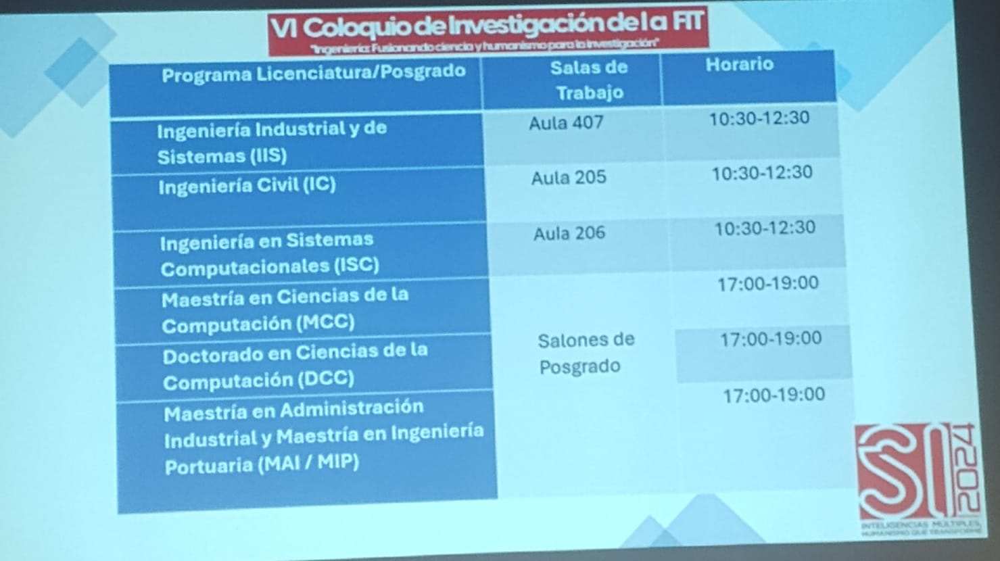 VI Coloquio de Investigación de la FIT
"Ingeniería: Fusionando ciencia y humanismo para la investigación"
Programa Licenciatura/Posgrado
Salas de
Trabajo
Horario
Ingeniería Industrial y de
Sistemas (IIS)
Aula 407
10:30-12:30
Ingeniería Civil (IC)
Aula 205
10:30-12:30
Ingeniería en Sistemas
Computacionales (ISC)
Aula 206
10:30-12:30
Maestría en Ciencias de la
Computación (MCC)
17:00-19:00
Doctorado en Ciencias de la
Computación (DCC)
Salones de
Posgrado
17:00-19:00
Maestría en Administración
Industrial y Maestría en Ingeniería
Portuaria (MAI / MIP)
17:00-19:00
SI 2024
INTELIGENCIAS MÚLTIPLES,
HUMANISMO QUE TRANSFORMA